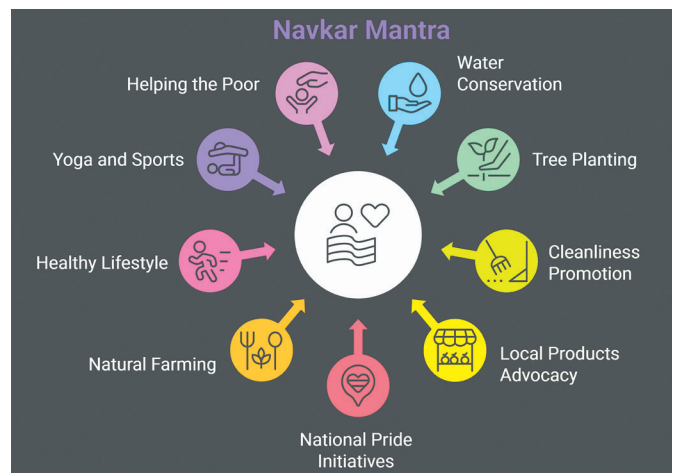 Navkar Mantra
Helping the Poor
Water
Conservation
Yoga and Sports
Tree Planting
Healthy Lifestyle
Cleanliness
Promotion
Natural Farming
Local Products
Advocacy
National Pride
Initiatives